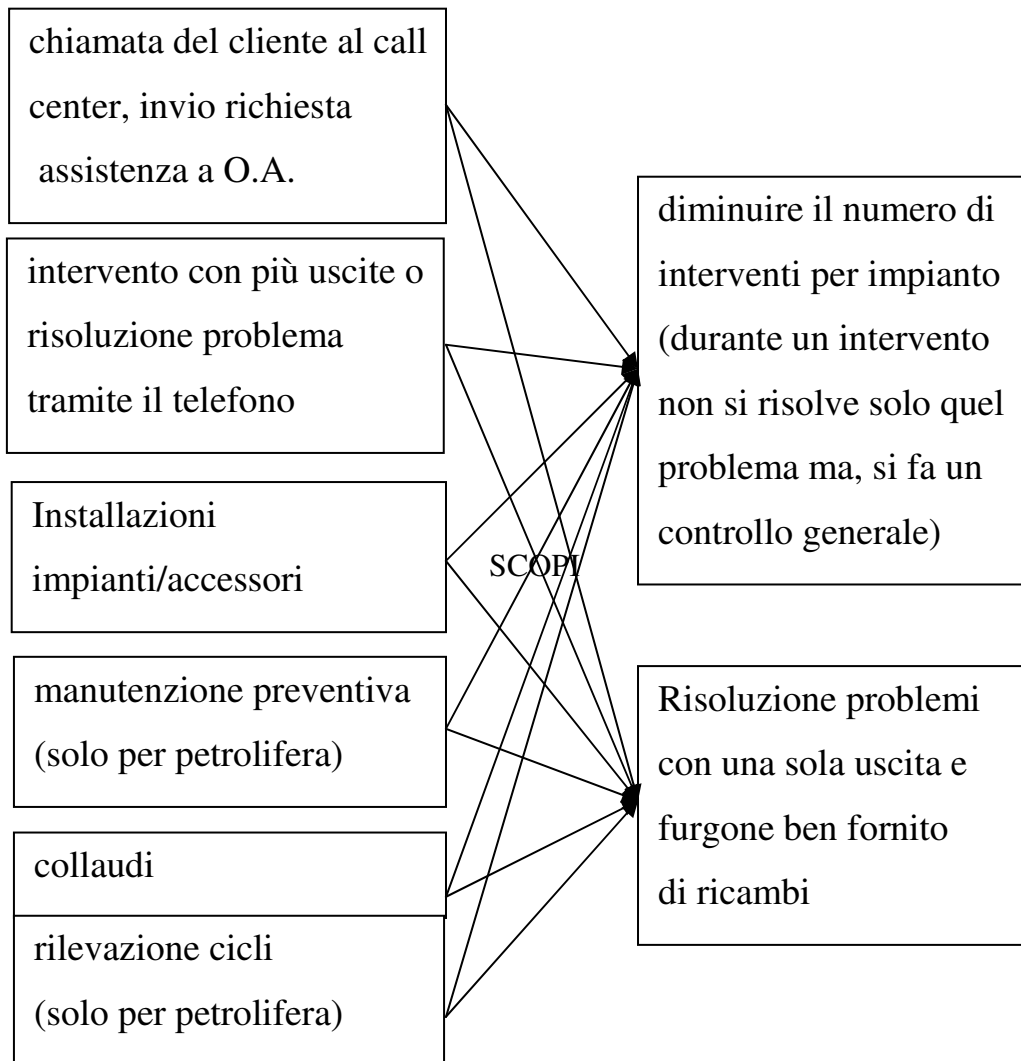 chiamata del cliente al call
center, invio richiesta
assistenza a O.A.
intervento con più uscite o
risoluzione problema
tramite il telefono
Installazioni
impianti/accessori
manutenzione preventiva
(solo per petrolifera)
collaudi
rilevazione cicli
(solo per petrolifera)
SCOPI
diminuire il numero di
interventi per impianto
(durante un intervento
non si risolve solo quel
problema ma, si fa un
controllo generale)
Risoluzione problemi
con una sola uscita e
furgone ben fornito
di ricambi